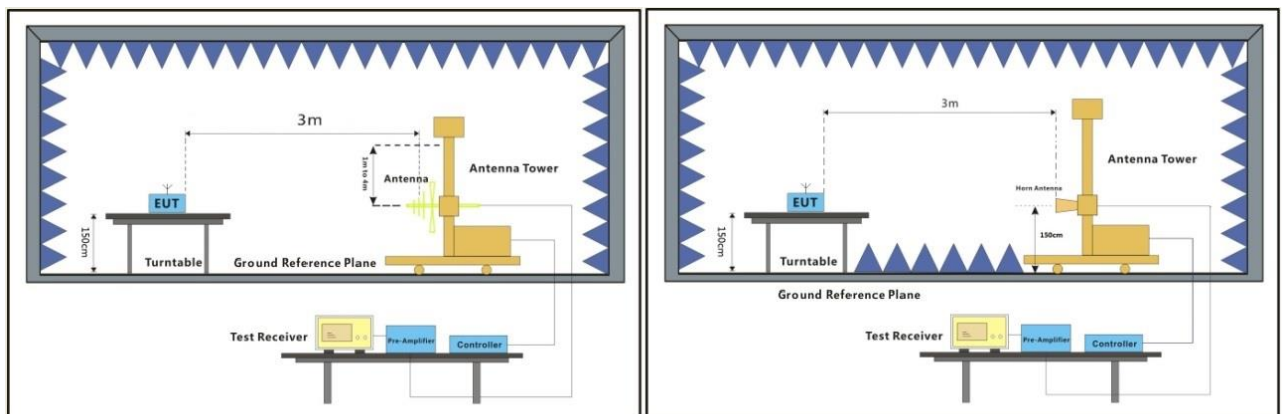 3m
1m to 4m
Antenna
Antenna Tower
EUT
150cm
Turntable
Ground Reference Plane
Test Receiver
Pre-Amplifier
Controller
3m
Antenna Tower
Horn Antenna
EUT
150cm
150cm
Turntable
Ground Reference Plane
Test Receiver
Pre-Amplifier
Controller